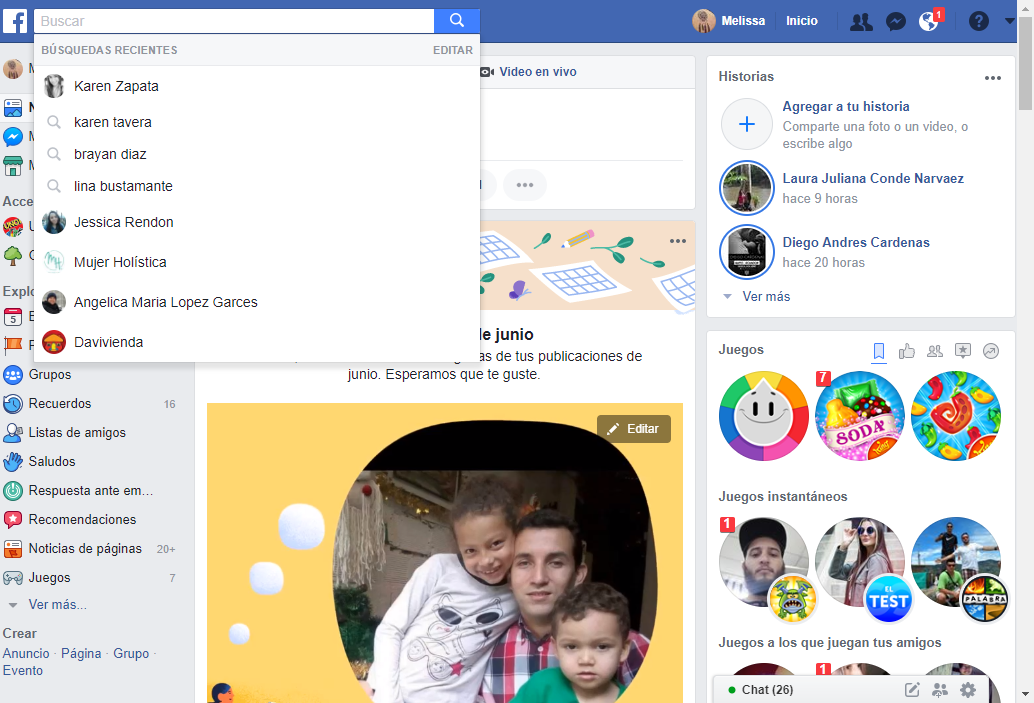 Buscar
Melissa
Inicio
1
BÚSQUEDAS RECIENTES
EDITAR
Karen Zapata
karen tavera
brayan diaz
lina bustamante
Jessica Rendon
Mujer Holística
Angelica Maria Lopez Garces
Davivienda
Acce
Explo
5
Grupos
Recuerdos 16
Listas de amigos
Saludos
Respuesta ante em...
Recomendaciones
Noticias de páginas 20+
Juegos 7
Ver más...
Crear
Anuncio · Página · Grupo ·
Evento
Video en vivo
de junio
as de tus publicaciones de
junio. Esperamos que te guste.
Editar
Historias
Agregar a tu historia
Comparte una foto o un video, o
escribe algo
Laura Juliana Conde Narvaez
hace 9 horas
Diego Andres Cardenas
hace 20 horas
Ver más
Juegos
7
SODA
Juegos instantáneos
1
EL
TEST
PALABRA
Juegos a los que juegan tus amigos
1
Chat (26)